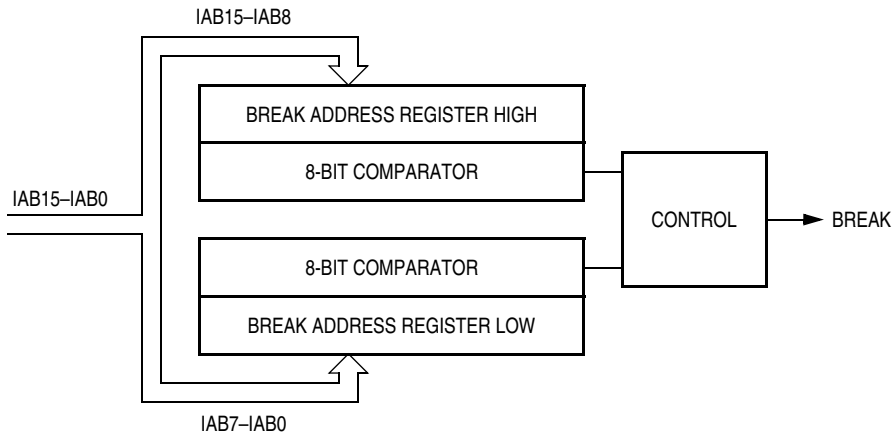 IAB15–IAB8
BREAK ADDRESS REGISTER HIGH
8-BIT COMPARATOR
IAB15–IAB0
CONTROL
BREAK
8-BIT COMPARATOR
BREAK ADDRESS REGISTER LOW
IAB7–IAB0